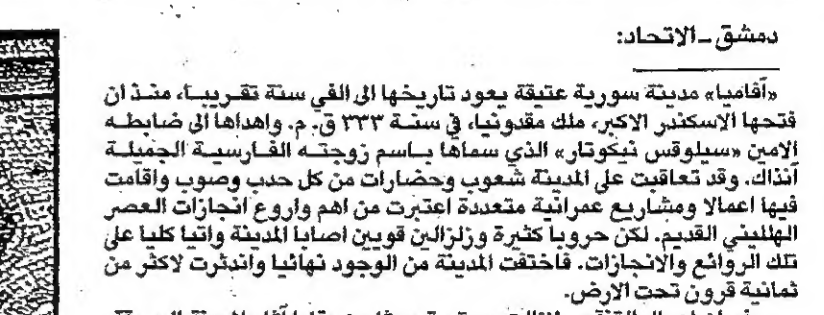 دمشق ـ الاتحاد:
«آفاميا» مدينة سورية عتيقة يعود تاريخها الى الفي سنة تقريبا، منذ ان
فتحها الاسكندر الاكبر، ملك مقدونيا، في سنة ٣٣٣ ق. م. واهداها الى ضابطه
الامين «سيلوقس نيكوتار» الذي سماها باسم زوجته الفارسية الجميلة
آنذاك. وقد تعاقبت على المدينة شعوب وحضارات من كل حدب وصوب واقامت
فيها اعمالا ومشاريع عمرانية متعددة اعتبرت من اهم واروع انجازات العصر
الهلليني القديم. لكن حروبا كثيرة وزلزالين قويين اصابا المدينة واتيا كليا على
تلك الروائع والانجازات. فاختفت المدينة من الوجود نهائيا واندثرت لاكثر من
ثمانية قرون تحت الارض.